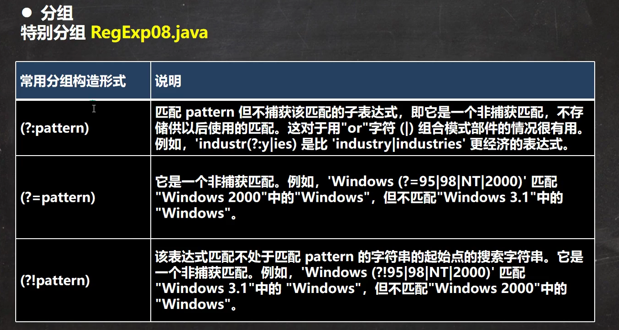 ● 分组
特别分组 RegExp08.java
常用分组构造形式
说明
(?:pattern)
匹配 pattern 但不捕获该匹配的子表达式，即它是一个非捕获匹配，不存
储供以后使用的匹配。这对于用"or"字符 (|) 组合模式部件的情况很有用。
例如，'industr(?:y|ies) 是比 'industry|industries' 更经济的表达式。
(?=pattern)
它是一个非捕获匹配。例如，'Windows (?=95|98|NT|2000)' 匹配
"Windows 2000"中的"Windows"，但不匹配"Windows 3.1"中的
"Windows"。
(?!pattern)
该表达式匹配不处于匹配 pattern 的字符串的起始点的搜索字符串。它是
一个非捕获匹配。例如，'Windows (?!95|98|NT|2000)' 匹配
"Windows 3.1"中的 "Windows"，但不匹配"Windows 2000"中的
"Windows"。